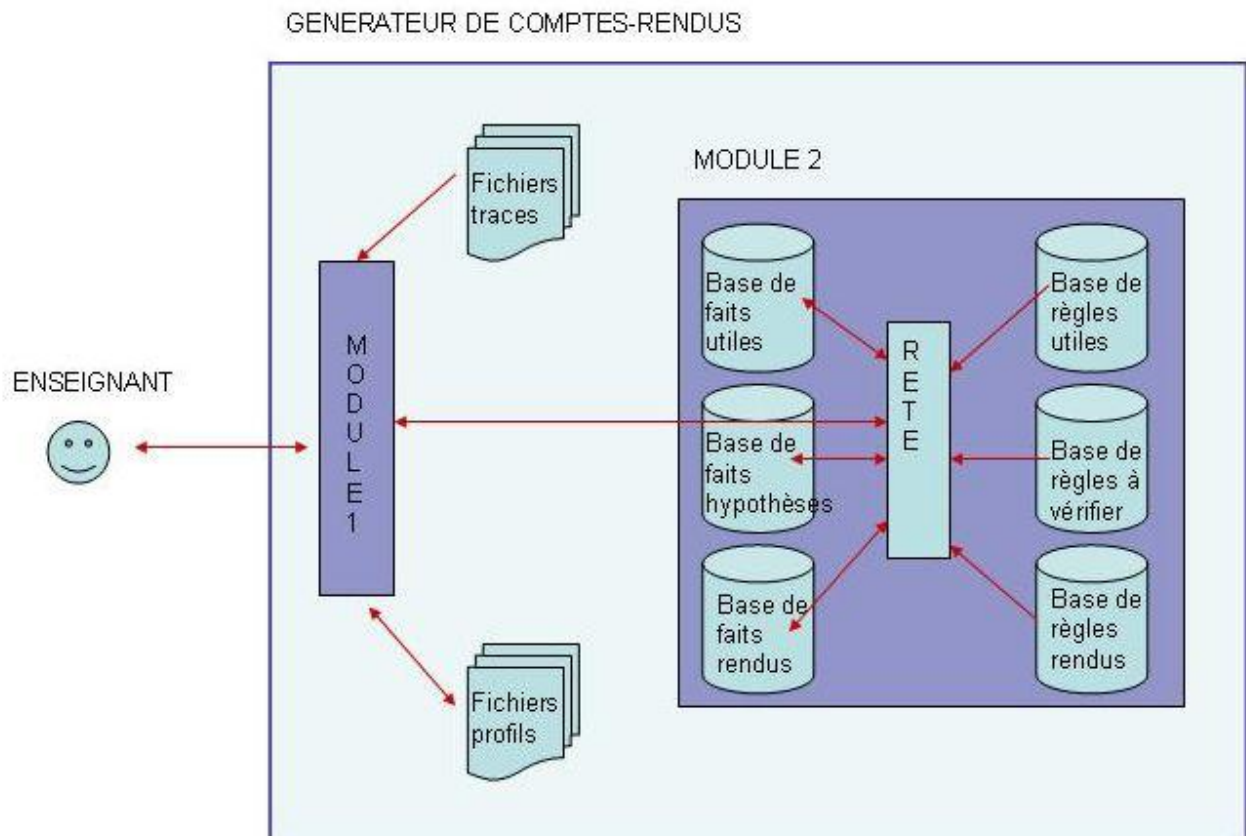 GENERATEUR DE COMPTES-RENDUS
Fichiers
traces
MODULE 2
ENSEIGNANT
M
O
D
U
L
E
1
Base de
faits
utiles
Base de
faits
hypothèses
Base de
faits
rendus
R
E
T
E
Base de
règles
utiles
Base de
règles à
vérifier
Base de
règles
rendus
Fichiers
profils